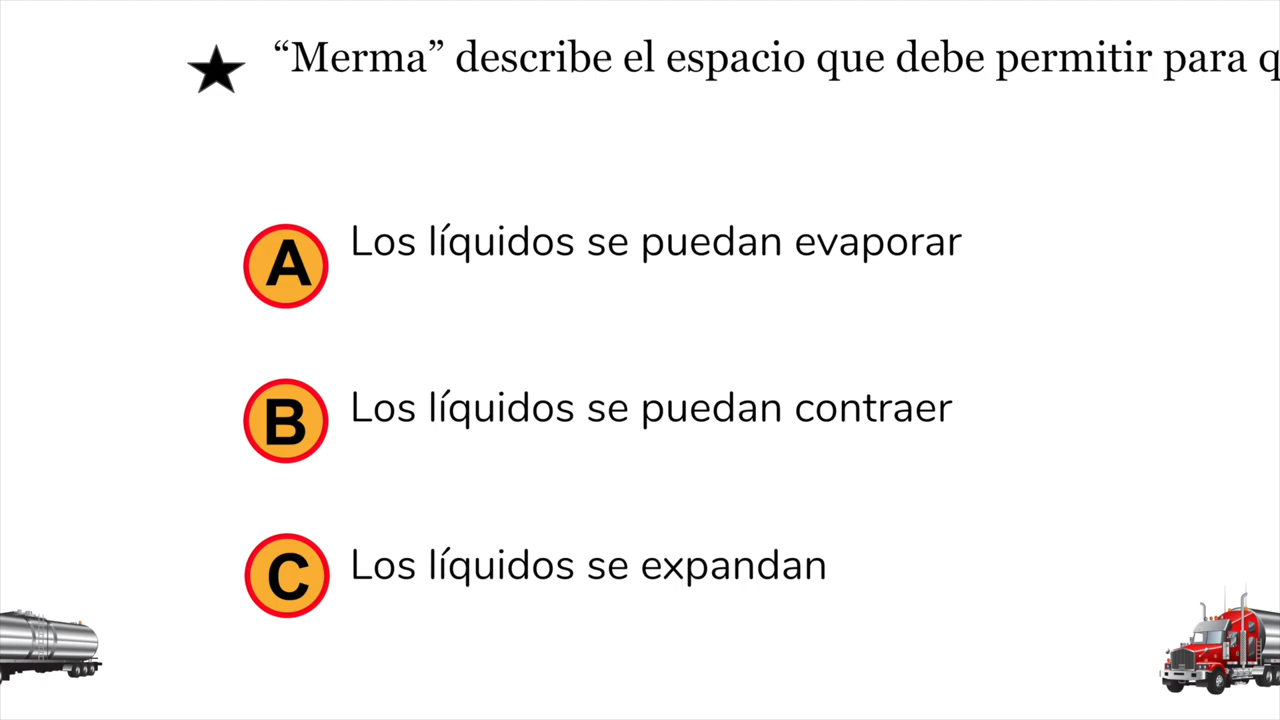 “Merma” describe el espacio que debe permitir para q
A Los líquidos se puedan evaporar
B Los líquidos se puedan contraer
C Los líquidos se expandan